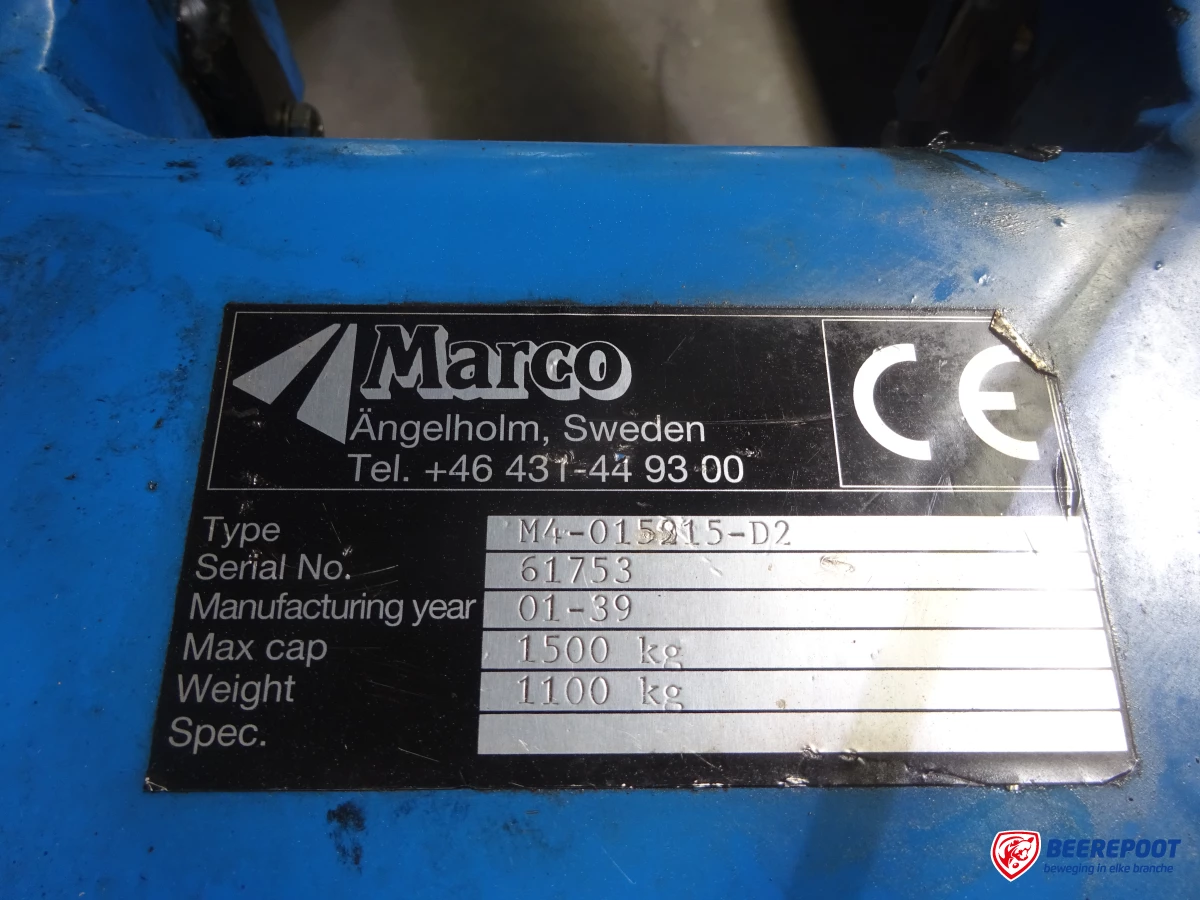 Marco
Ängelholm, Sweden
Tel. +46 431-44 93 00
CE
Type M4-015215-D2
Serial No. 61753
Manufacturing year 01-39
Max cap 1500 kg
Weight 1100 kg
Spec.
BEEREPOOT
beweging in elke branche